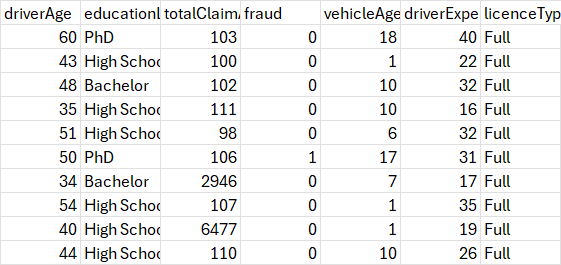 driverAge educationl totalClaim fraud vehicleAge driverExpe licenceTyp
60 PhD 103 0 18 40 Full
43 High Schoo 100 0 1 22 Full
48 Bachelor 102 0 10 32 Full
35 High Schoo 111 0 10 16 Full
51 High Schoo 98 0 6 32 Full
50 PhD 106 1 17 31 Full
34 Bachelor 2946 0 7 17 Full
54 High Schoo 107 0 1 35 Full
40 High Schoo 6477 0 1 19 Full
44 High Schoo 110 0 10 26 Full